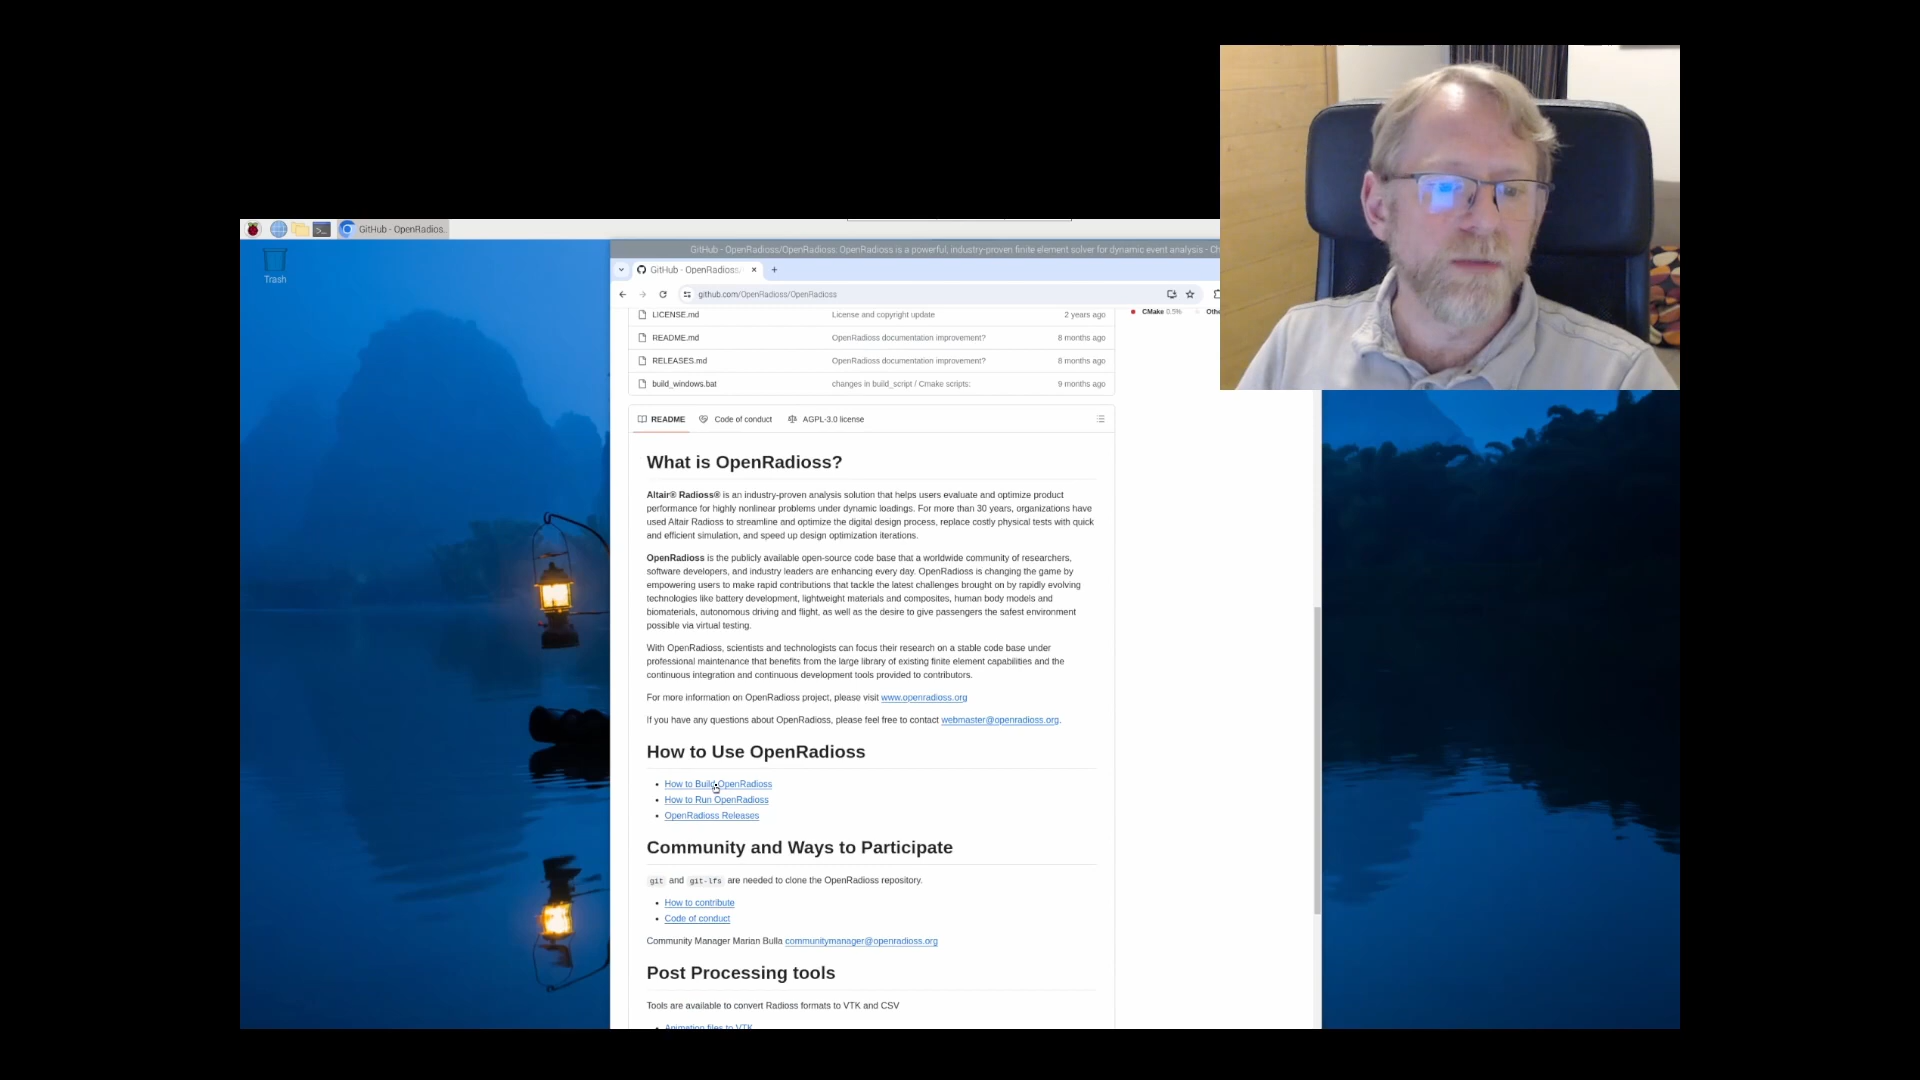 GitHub - OpenRadios...
Trash
GitHub - OpenRadioss/OpenRadioss: OpenRadioss is a powerful, industry-proven finite element solver for dynamic event analysis - Ch
GitHub - OpenRadioss/
github.com/OpenRadioss/OpenRadioss
LICENSE.md License and copyright update 2 years ago
CMake 0.5% Othe
README.md OpenRadioss documentation improvement? 8 months ago
RELEASES.md OpenRadioss documentation improvement? 8 months ago
build_windows.bat changes in build_script / Cmake scripts: 9 months ago
README Code of conduct AGPL-3.0 license
What is OpenRadioss?
Altair® Radioss® is an industry-proven analysis solution that helps users evaluate and optimize product
performance for highly nonlinear problems under dynamic loadings. For more than 30 years, organizations have
used Altair Radioss to streamline and optimize the digital design process, replace costly physical tests with quick
and efficient simulation, and speed up design optimization iterations.
OpenRadioss is the publicly available open-source code base that a worldwide community of researchers,
software developers, and industry leaders are enhancing every day. OpenRadioss is changing the game by
empowering users to make rapid contributions that tackle the latest challenges brought on by rapidly evolving
technologies like battery development, lightweight materials and composites, human body models and
biomaterials, autonomous driving and flight, as well as the desire to give passengers the safest environment
possible via virtual testing.
With OpenRadioss, scientists and technologists can focus their research on a stable code base under
professional maintenance that benefits from the large library of existing finite element capabilities and the
continuous integration and continuous development tools provided to contributors.
For more information on OpenRadioss project, please visit www.openradioss.org
If you have any questions about OpenRadioss, please feel free to contact webmaster@openradioss.org.
How to Use OpenRadioss
• How to Build OpenRadioss
• How to Run OpenRadioss
• OpenRadioss Releases
Community and Ways to Participate
git and git-lfs are needed to clone the OpenRadioss repository.
• How to contribute
• Code of conduct
Community Manager Marian Bulla communitymanager@openradioss.org
Post Processing tools
Tools are available to convert Radioss formats to VTK and CSV
• Animation files to VTK